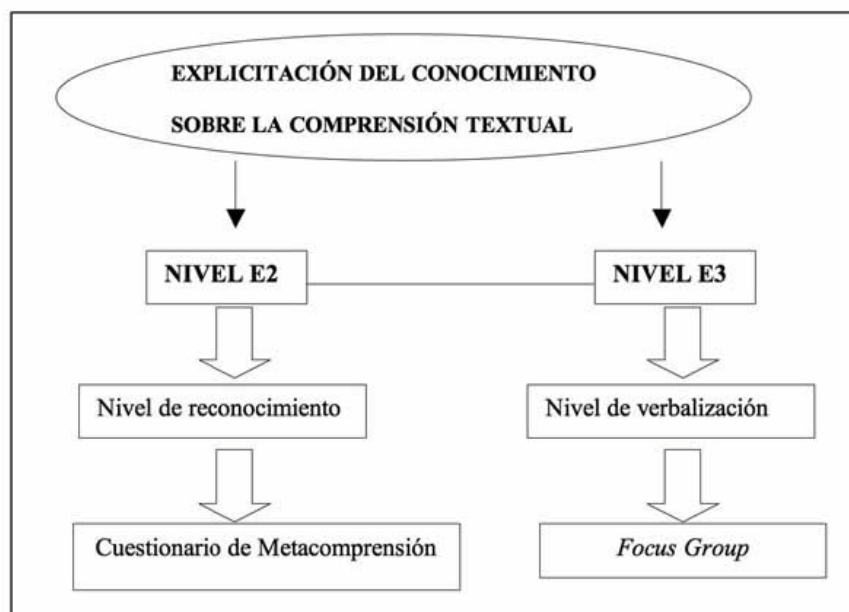 EXPLICITACIÓN DEL CONOCIMIENTO
SOBRE LA COMPRENSIÓN TEXTUAL
NIVEL E2
NIVEL E3
Nivel de reconocimiento
Nivel de verbalización
Cuestionario de Metacomprensión
Focus Group